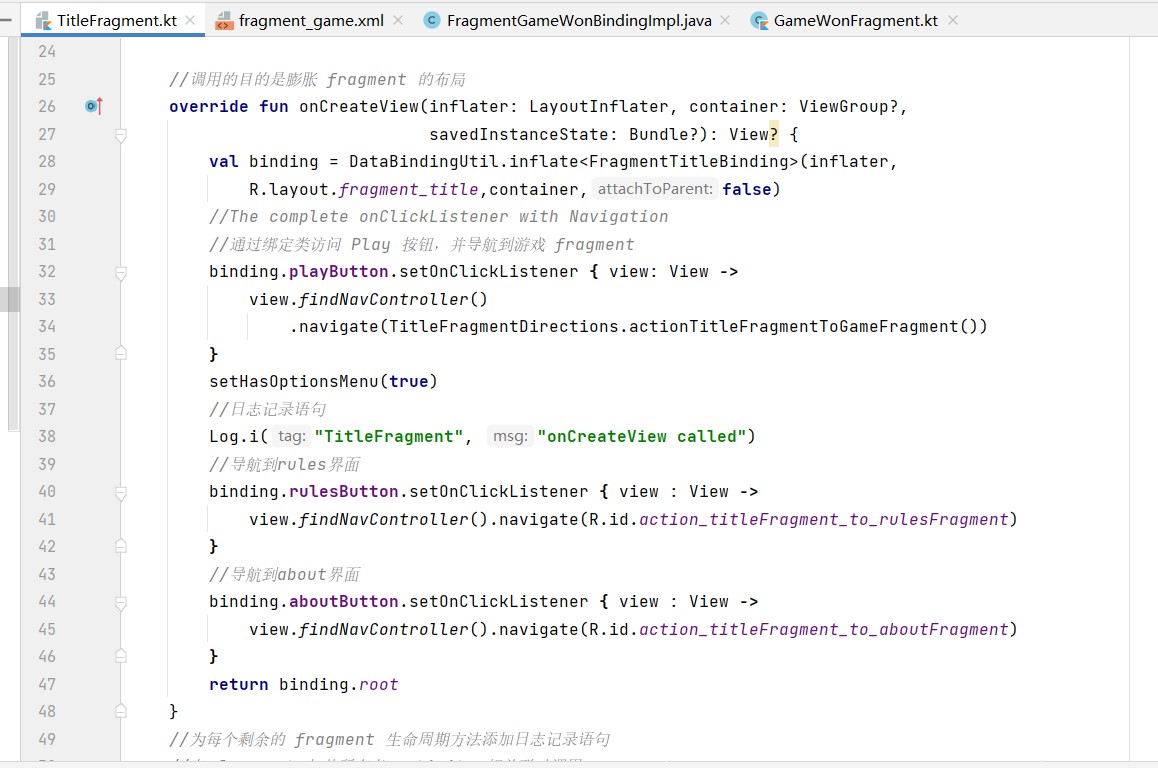 TitleFragment.kt fragment_game.xml FragmentGameWonBindingImpl.java GameWonFragment.kt
24
25 //调用的目的是膨胀 fragment 的布局
26 override fun onCreateView(inflater: LayoutInflater, container: ViewGroup?,
27 savedInstanceState: Bundle?): View? {
28 val binding = DataBindingUtil.inflate<FragmentTitleBinding>(inflater,
29 R.layout.fragment_title,container, attachToParent: false)
30 //The complete onClickListener with Navigation
31 //通过绑定类访问 Play 按钮，并导航到游戏 fragment
32 binding.playButton.setOnClickListener { view: View ->
33 view.findNavController()
34 .navigate(TitleFragmentDirections.actionTitleFragmentToGameFragment())
35 }
36 setHasOptionsMenu(true)
37 //日志记录语句
38 Log.i( tag: "TitleFragment", msg: "onCreateView called")
39 //导航到rules界面
40 binding.rulesButton.setOnClickListener { view : View ->
41 view.findNavController().navigate(R.id.action_titleFragment_to_rulesFragment)
42 }
43 //导航到about界面
44 binding.aboutButton.setOnClickListener { view : View ->
45 view.findNavController().navigate(R.id.action_titleFragment_to_aboutFragment)
46 }
47 return binding.root
48 }
49 //为每个剩余的 fragment 生命周期方法添加日志记录语句